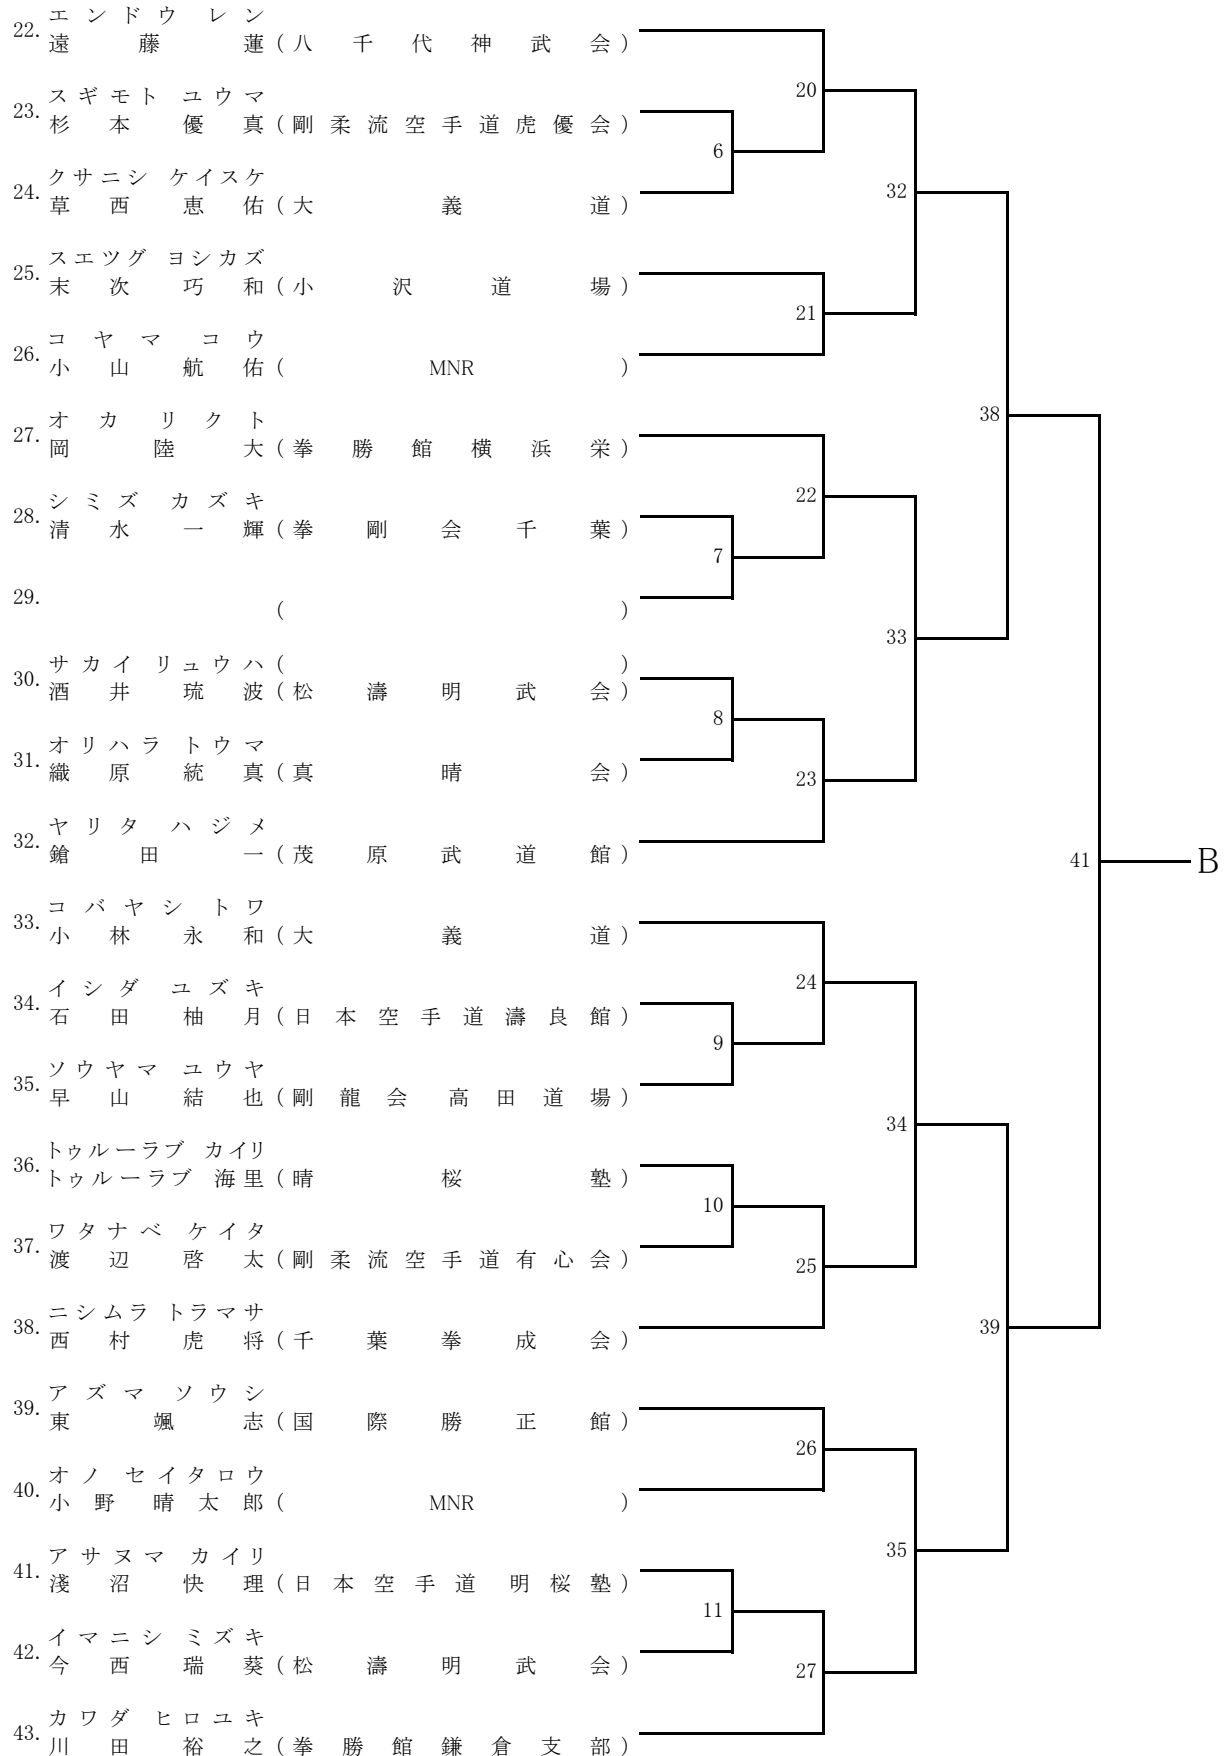 エンドウ レン
22. 遠藤 蓮(八千代神武会)
20
スギモト ユウマ
23. 杉本 優真(剛柔流空手道虎優会)
6
クサニシ ケイスケ
24. 草西 恵佑(大義道)
32
スエツグ ヨシカズ
25. 末次 巧和(小沢道場)
21
コヤマ コウ
26. 小山 航佑(MNR)
38
オカ リクト
27. 岡 陸大(拳勝館横浜栄)
22
シミズ カズキ
28. 清水 一輝(拳剛会千葉)
7
29. ( )
33
サカイ リュウハ( )
30. 酒井 琉波(松濤明武会)
8
オリハラ トウマ
31. 織原 統真(真晴会)
23
ヤリタ ハジメ
32. 鎗田 一(茂原武道館)
41 B
コバヤシ トワ
33. 小林 永和(大義道)
24
イシダ ユズキ
34. 石田 柚月(日本空手道濤良館)
9
ソウヤマ ユウヤ
35. 早山 結也(剛龍会 高田道場)
34
トゥルーラブ カイリ
36. トゥルーラブ 海里(晴桜塾)
10
ワタナベ ケイタ
37. 渡辺 啓太(剛柔流空手道有心会)
25
ニシムラ トラマサ
38. 西村 虎将(千葉拳成会)
39
アズマ ソウシ
39. 東 颯志(国際勝正館)
26
オノ セイタロウ
40. 小野 晴太郎(MNR)
35
アサヌマ カイリ
41. 淺沼 快理(日本空手道 明桜塾)
11
イマニシ ミズキ
42. 今西 瑞葵(松濤明武会)
27
カワダ ヒロユキ
43. 川田 裕之(拳勝館鎌倉支部)